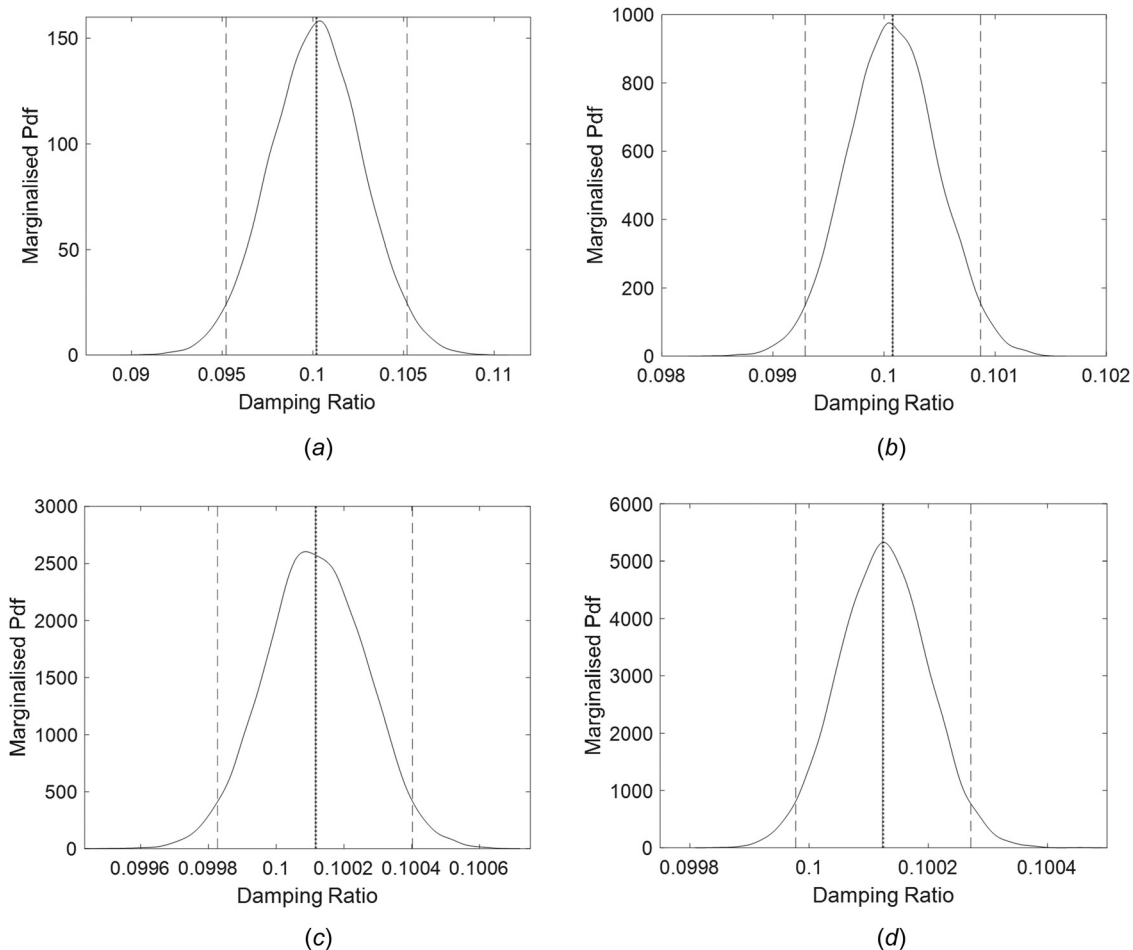 150
100
50
0
Marginalised Pdf
0.09 0.095 0.1 0.105 0.11
Damping Ratio
(a)
1000
800
600
400
200
0
Marginalised Pdf
0.098 0.099 0.1 0.101 0.102
Damping Ratio
(b)
3000
2500
2000
1500
1000
500
0
Marginalised Pdf
0.0996 0.0998 0.1 0.1002 0.1004 0.1006
Damping Ratio
(c)
6000
5000
4000
3000
2000
1000
0
Marginalised Pdf
0.0998 0.1 0.1002 0.1004
Damping Ratio
(d)